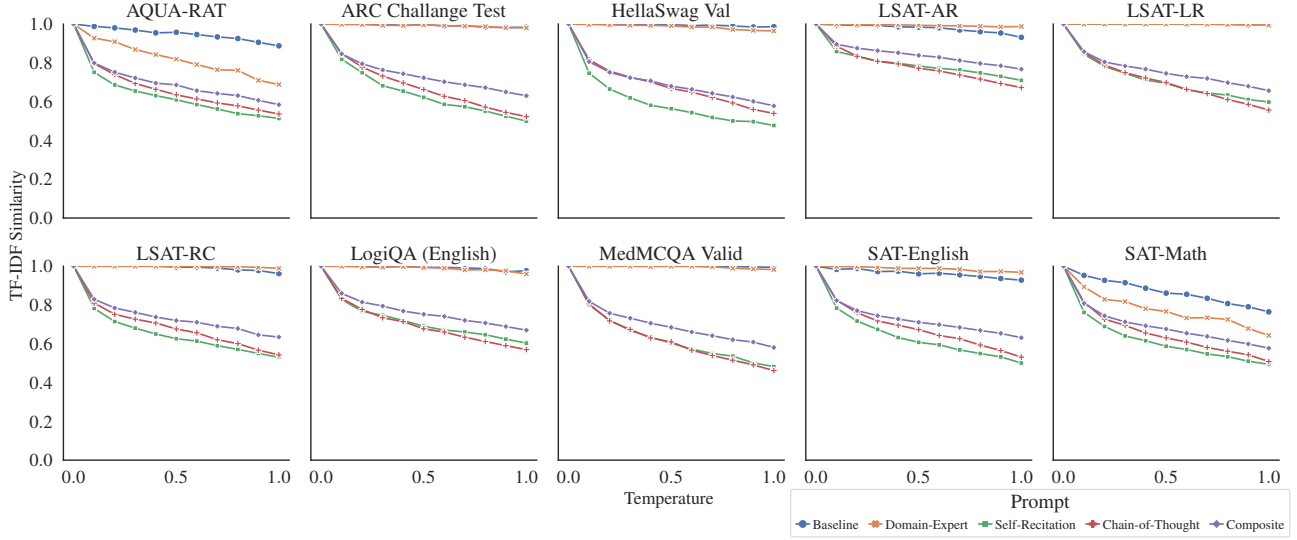 AQUA-RAT
ARC Challange Test
HellaSwag Val
LSAT-AR
LSAT-LR
1.0
0.8
0.6
0.4
0.2
0.0
TF-IDF Similarity
LSAT-RC
LogiQA (English)
MedMCQA Valid
SAT-English
SAT-Math
1.0
0.8
0.6
0.4
0.2
0.0
0.0 0.5 1.0
0.0 0.5 1.0
0.0 0.5 1.0
0.0 0.5 1.0
0.0 0.5 1.0
Temperature
Prompt
Baseline Domain-Expert Self-Recitation Chain-of-Thought Composite